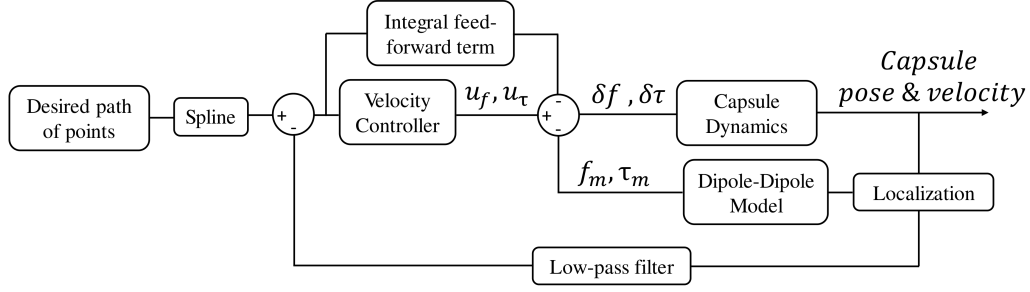 Integral feed-
forward term
Desired path
of points
Spline
+
-
Velocity
Controller
u_f, u_τ
-
+
-
δf , δτ
Capsule
Dynamics
Capsule
pose & velocity
f_m, τ_m
Dipole-Dipole
Model
Localization
Low-pass filter